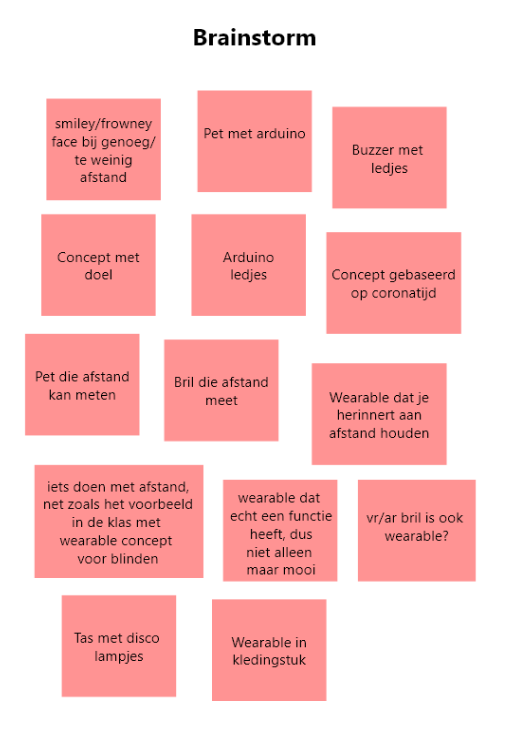 Brainstorm
smiley/frowney
face bij genoeg/
te weinig
afstand
Pet met arduino
Buzzer met
ledjes
Concept met
doel
Arduino
ledjes
Concept gebaseerd
op coronatijd
Pet die afstand
kan meten
Bril die afstand
meet
Wearable dat je
herinnert aan
afstand houden
iets doen met afstand,
net zoals het voorbeeld
in de klas met
wearable concept
voor blinden
wearable dat
echt een functie
heeft, dus
niet alleen
maar mooi
vr/ar bril is ook
wearable?
Tas met disco
lampjes
Wearable in
kledingstuk